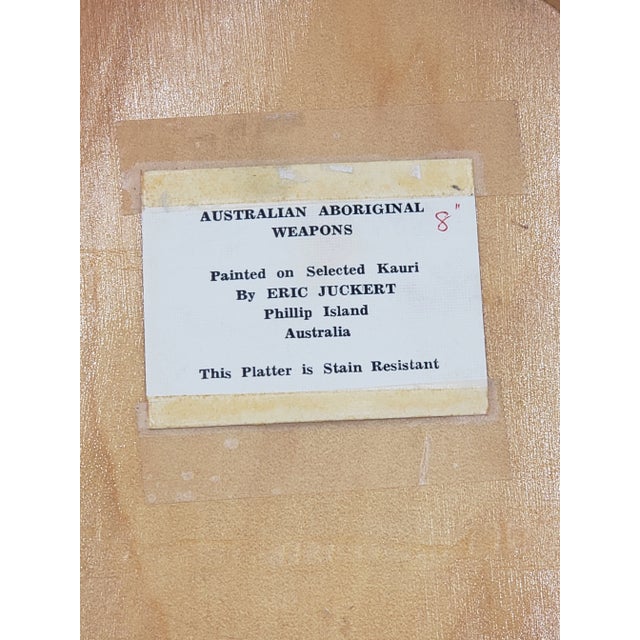 AUSTRALIAN ABORIGINAL
WEAPONS
8"
Painted on Selected Kauri
By ERIC JUCKERT
Phillip Island
Australia
This Platter is Stain Resistant